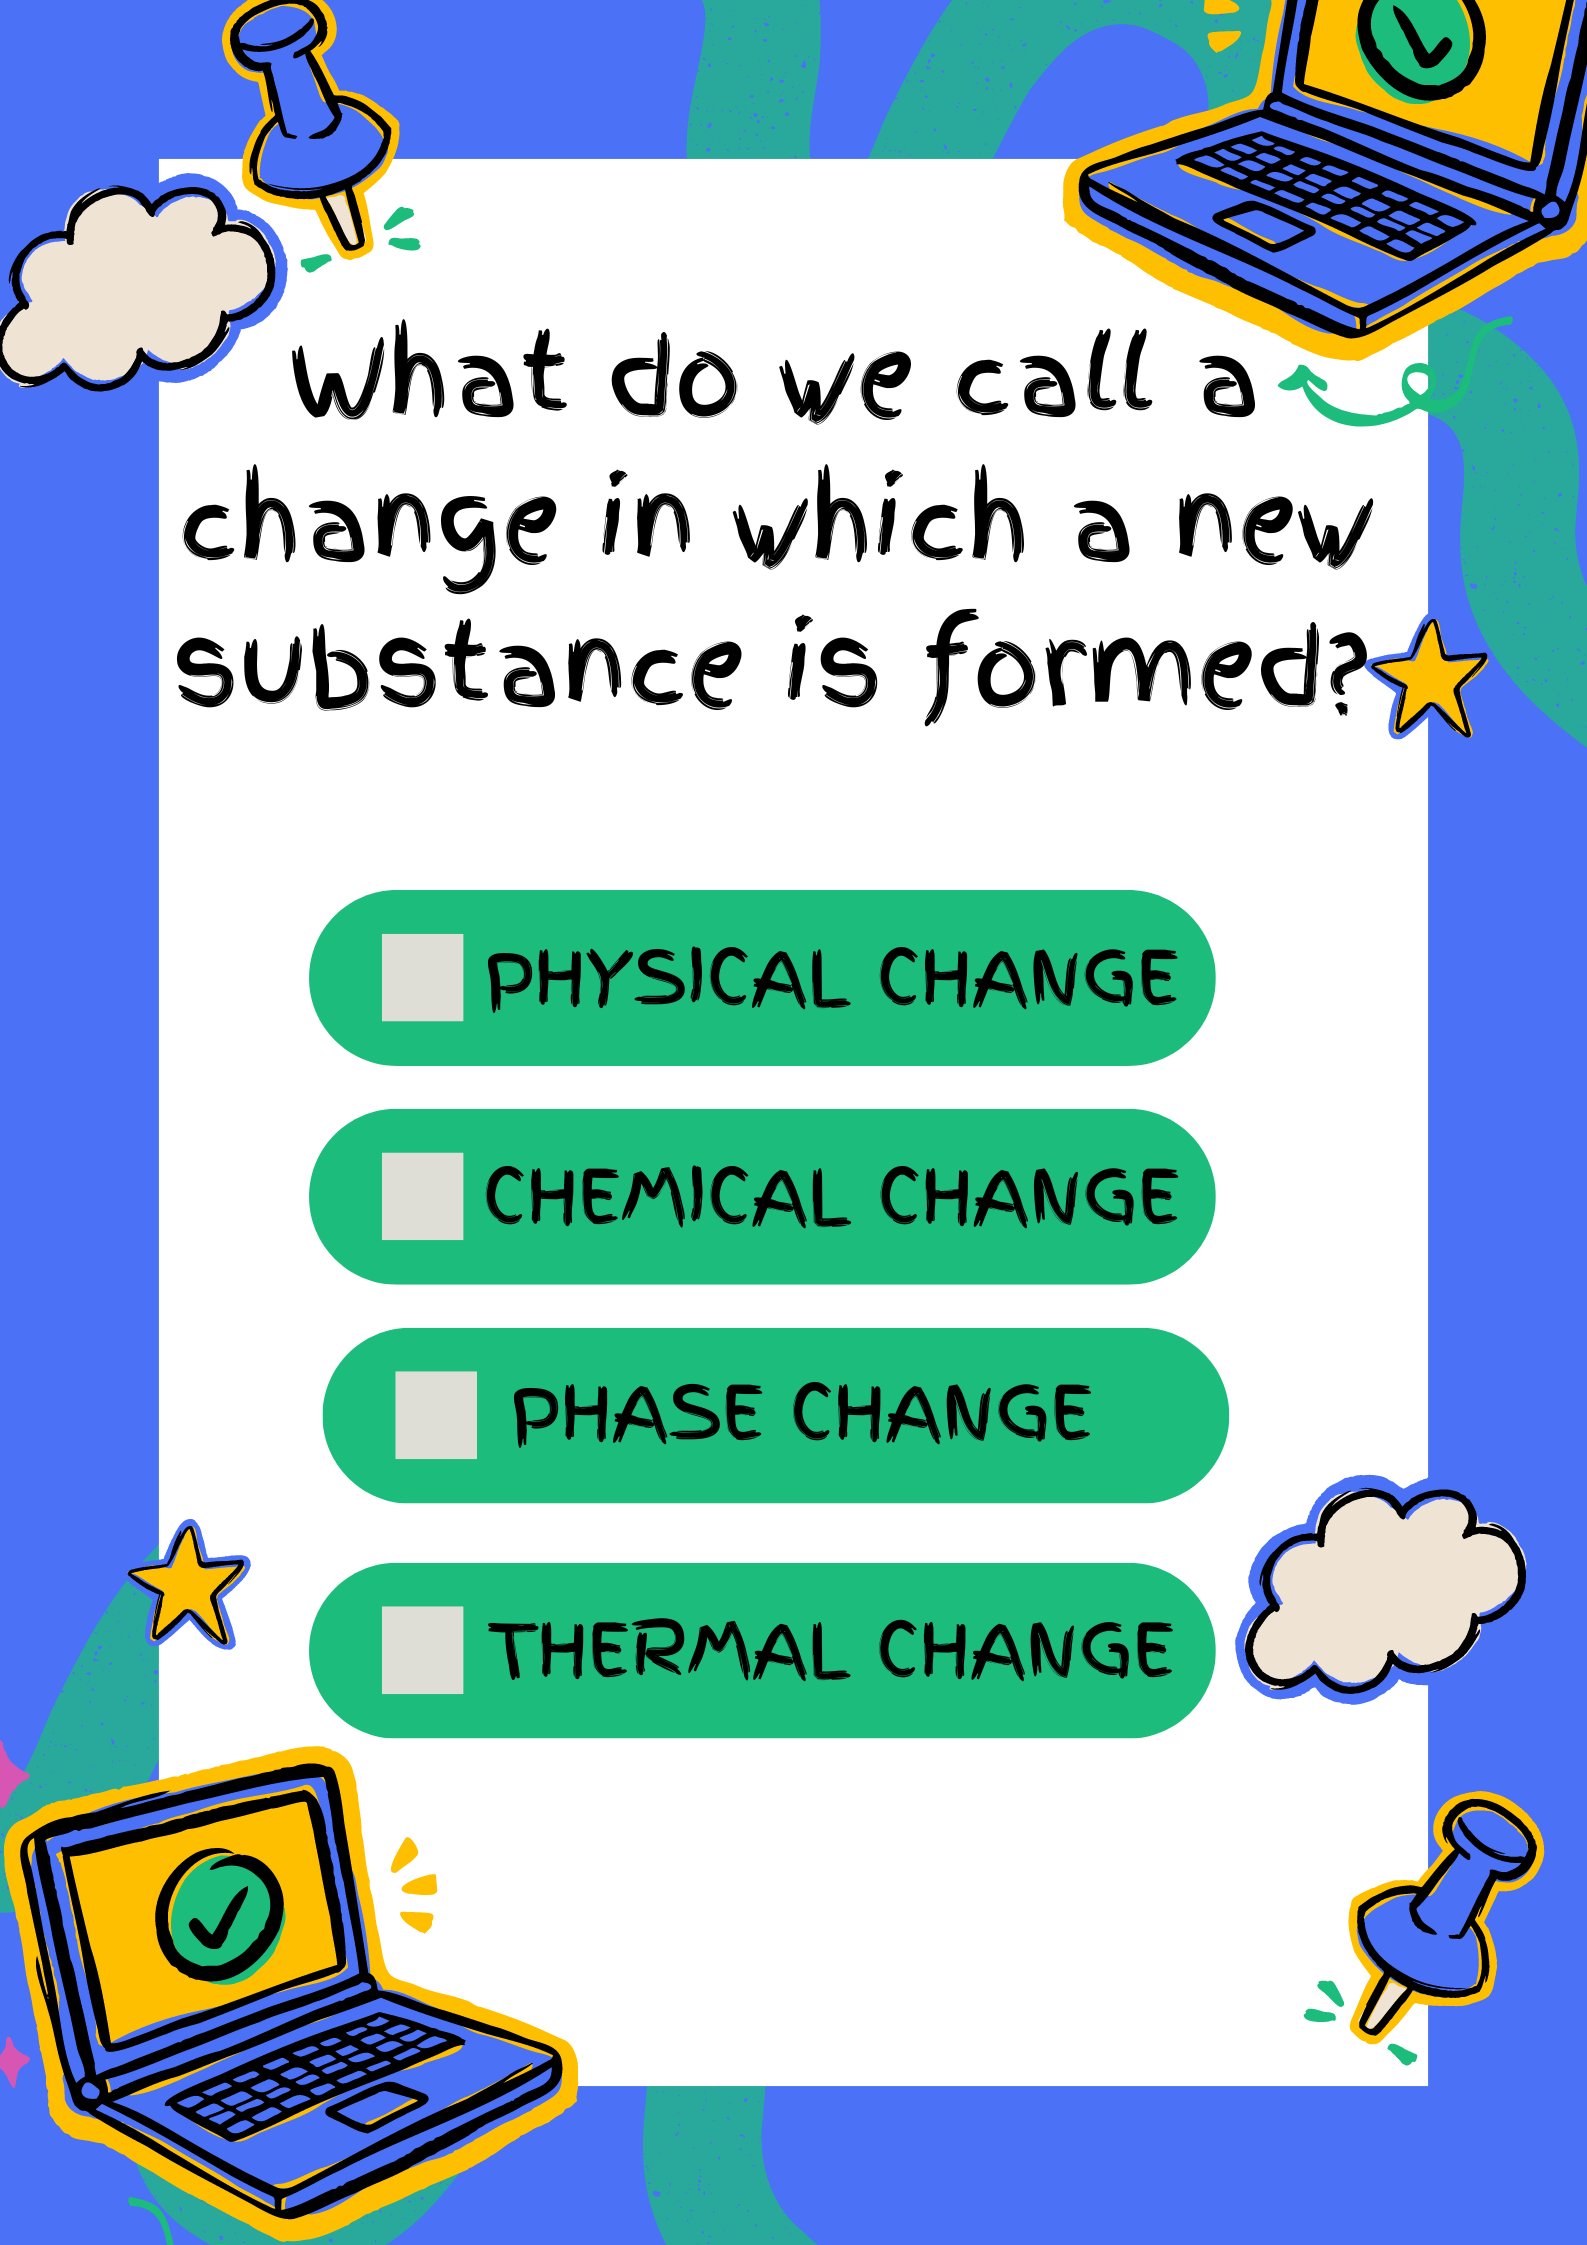 What do we call a
change in which a new
substance is formed?
PHYSICAL CHANGE
CHEMICAL CHANGE
PHASE CHANGE
THERMAL CHANGE